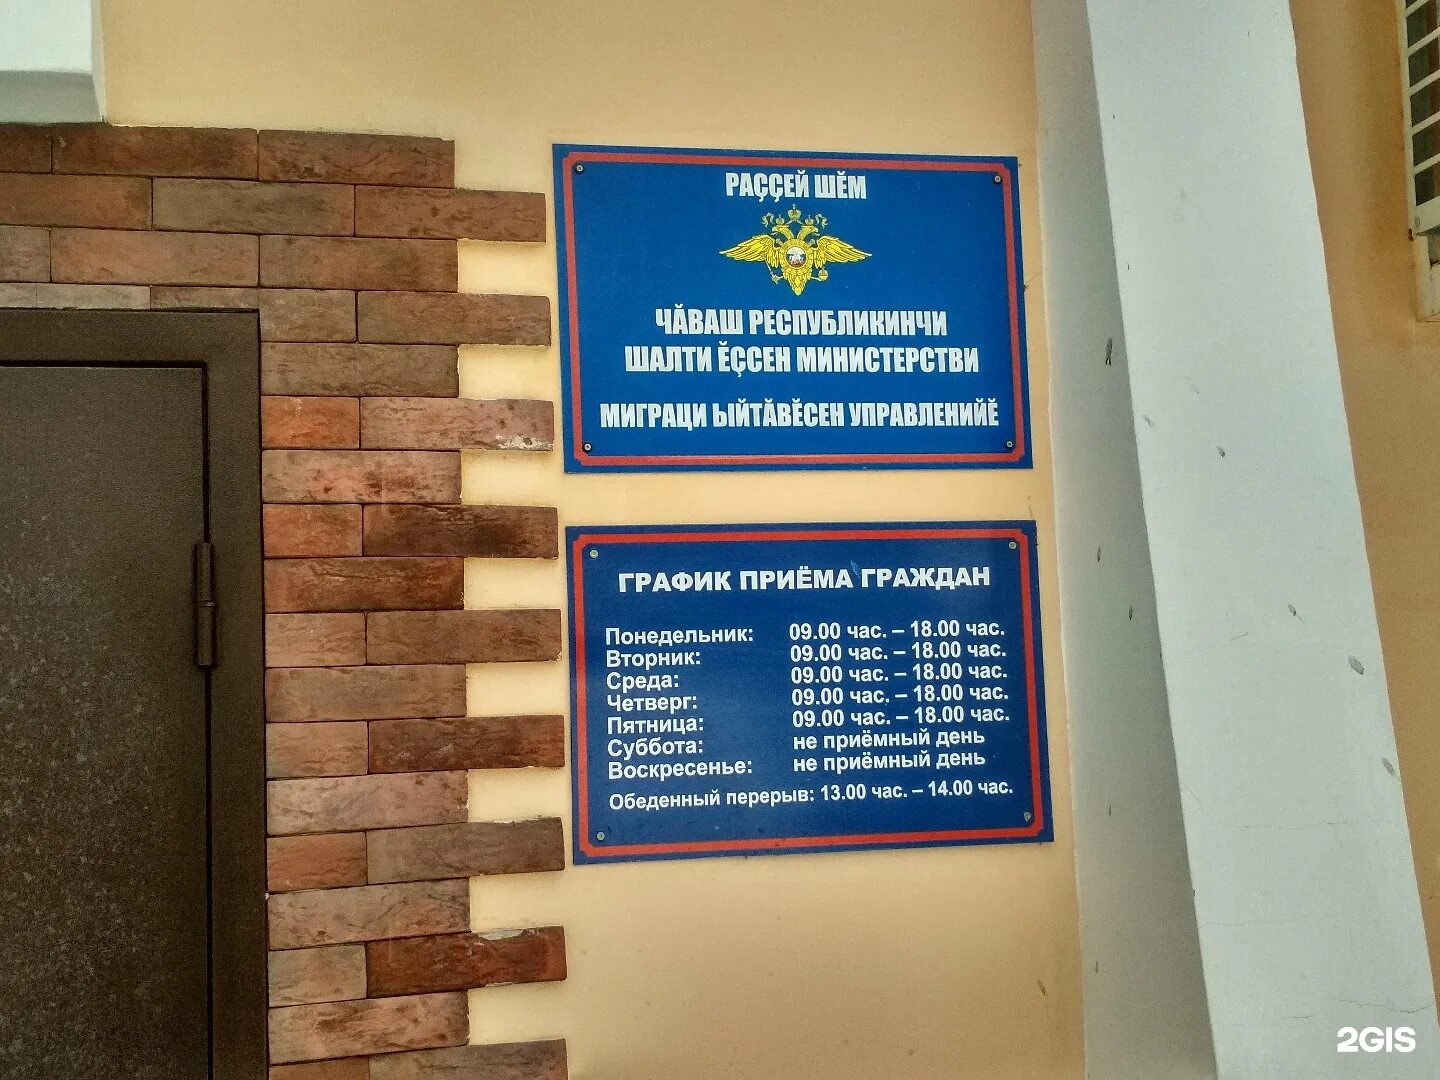 РАҪҪЕЙ ШӖМ
ЧӐВАШ РЕСПУБЛИКИНЧИ
ШАЛТИ ӖҪСЕН МИНИСТЕРСТВИ
МИГРАЦИ ЫЙТӐВӖСЕН УПРАВЛЕНИЙӖ
ГРАФИК ПРИЁМА ГРАЖДАН
Понедельник: 09.00 час. – 18.00 час.
Вторник: 09.00 час. – 18.00 час.
Среда: 09.00 час. – 18.00 час.
Четверг: 09.00 час. – 18.00 час.
Пятница: 09.00 час. – 18.00 час.
Суббота: не приёмный день
Воскресенье: не приёмный день
Обеденный перерыв: 13.00 час. – 14.00 час.
2GIS